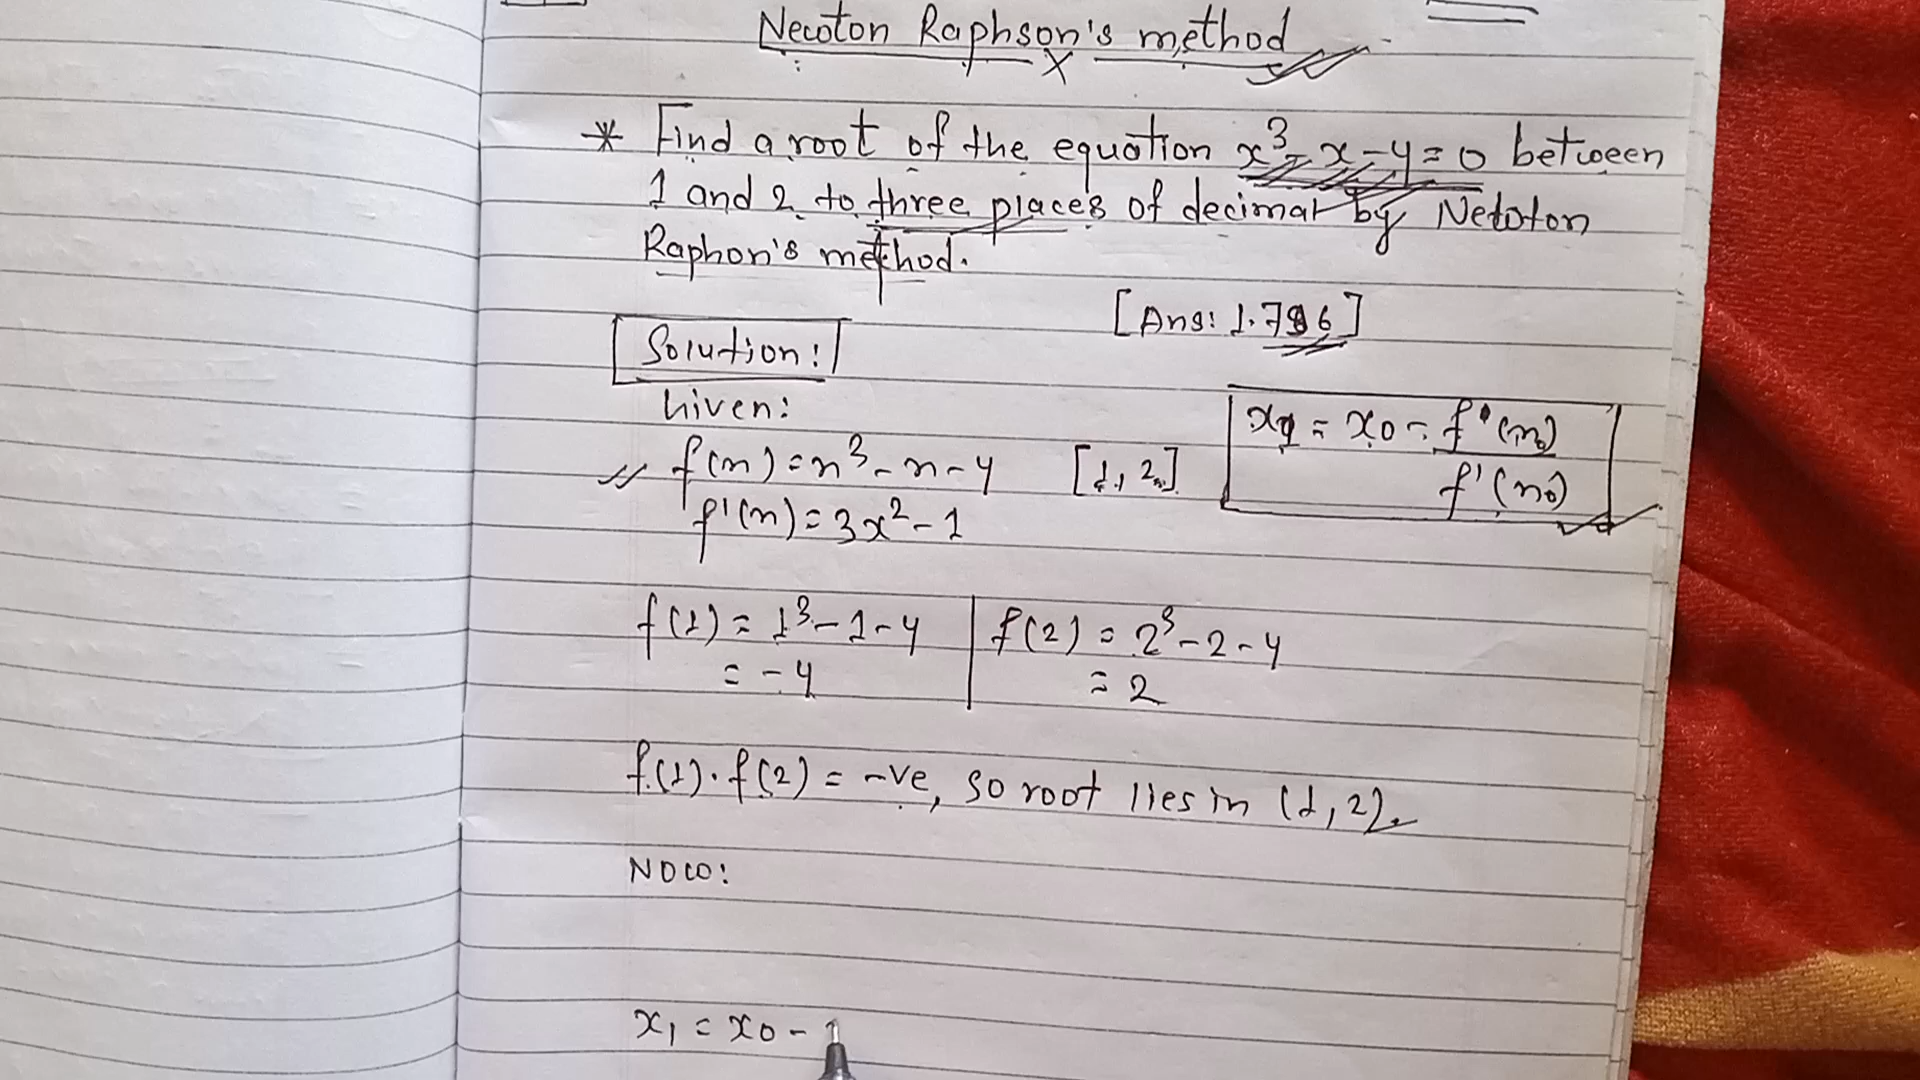 Newton Raphson's method
* Find a root of the equation x³-x-4=0 between
1 and 2 to three places of decimal by Newton
Raphon's method.
[Ans: 1.796]
Solution:
Given:
f(x)=x³-x-4 [1, 2]
f'(x)=3x²-1
x₁ = x₀ - f(x₀)
f'(x₀)
f(1) = 1³-1-4
= -4
f(2) = 2³-2-4
= 2
f(1).f(2) = -ve, so root lies in (1,2).
Now:
x₁ = x₀ -